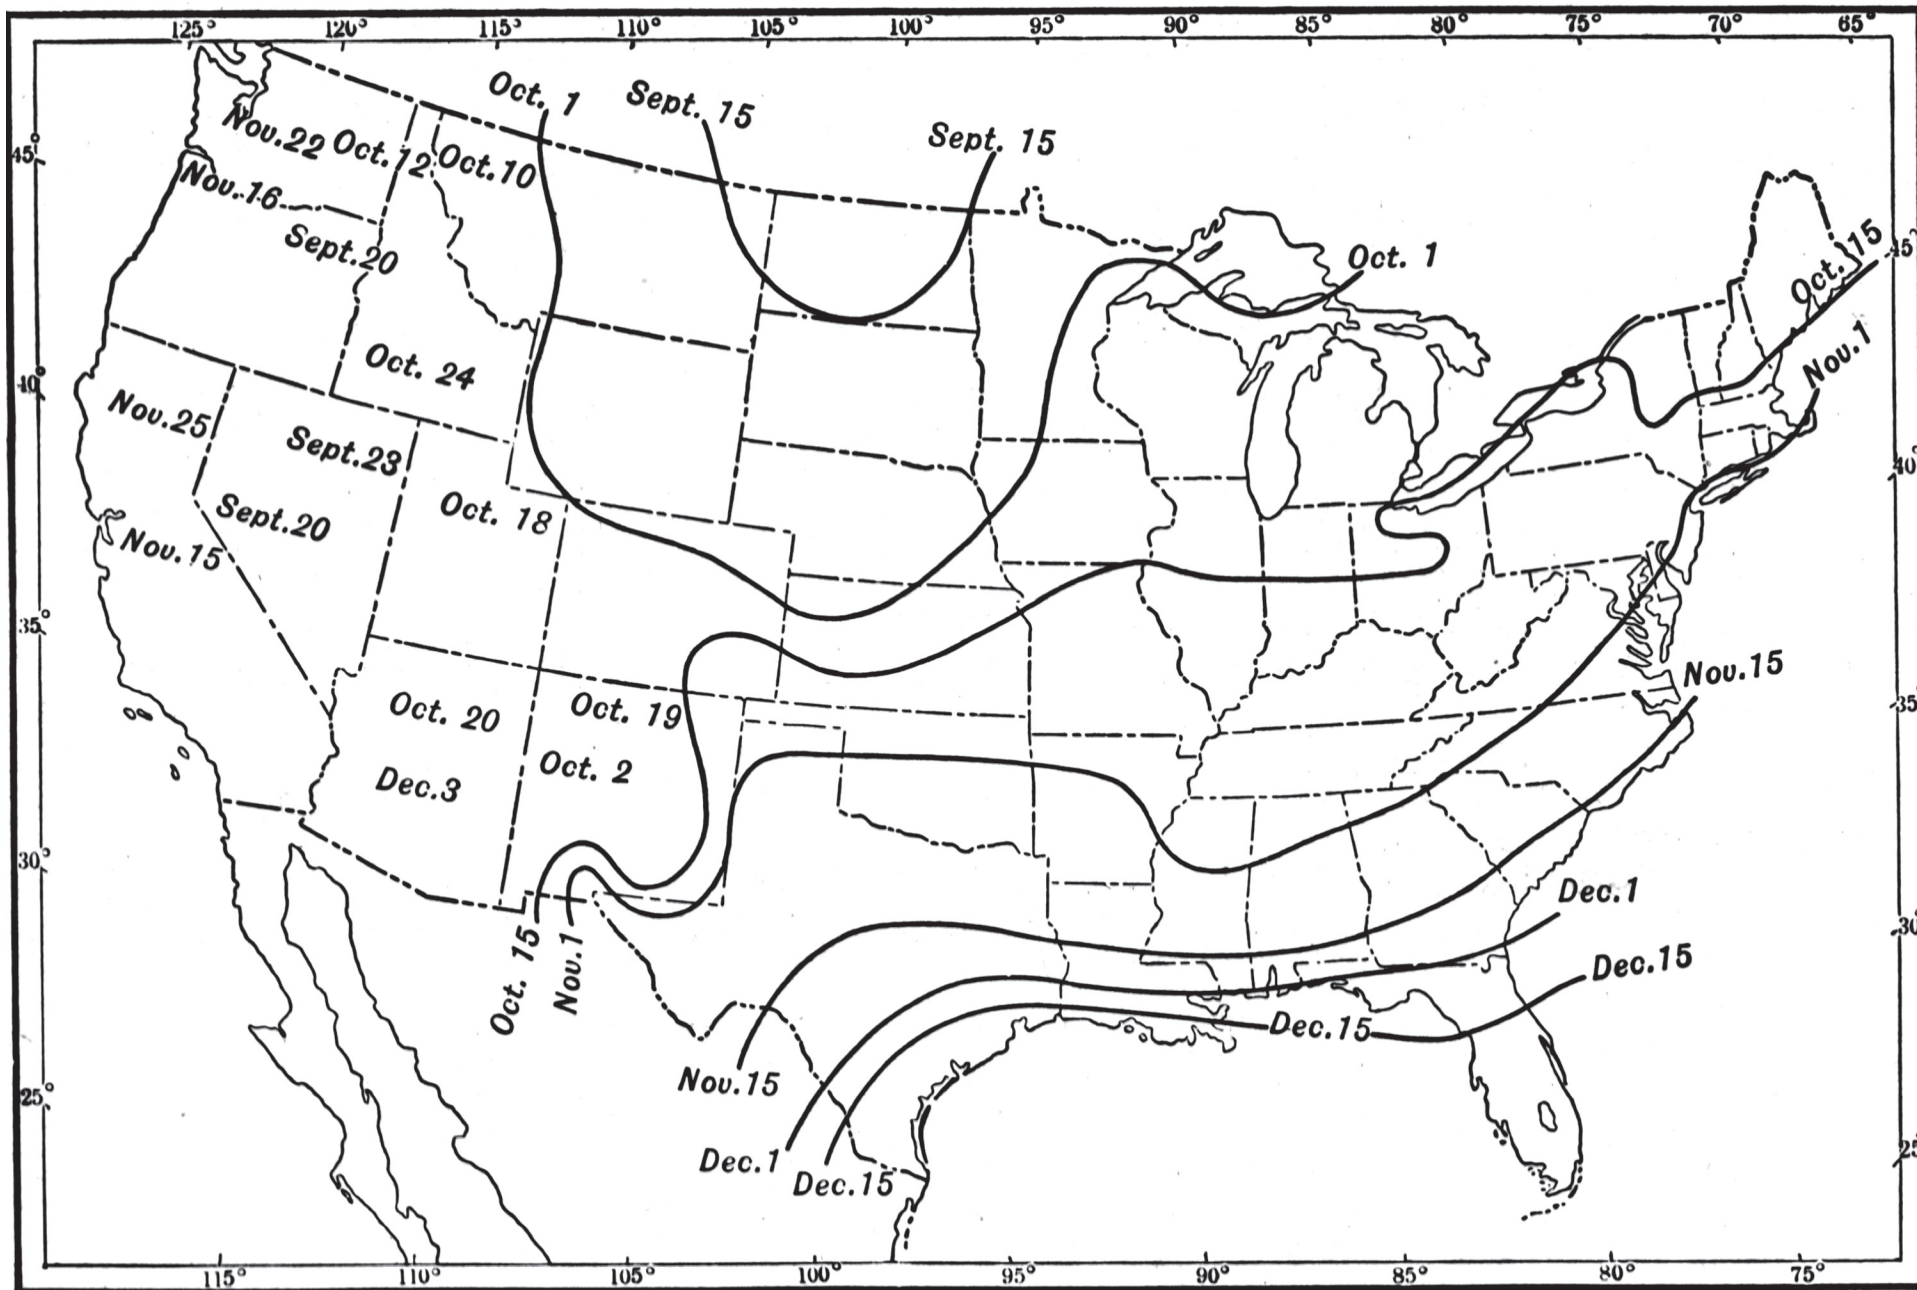 125° 120° 115° 110° 105° 100° 95° 90° 85° 80° 75° 70° 65°
Oct. 1
Sept. 15
Sept. 15
45°
Nov.22
Oct.12
Oct.10
Nov.16
Sept.20
Oct. 1
Oct. 15
45°
Nov.1
40°
Oct. 24
Nov.25
Sept.23
40°
Oct. 18
Sept.20
Nov.15
35°
Nov.15
Oct. 20
Oct. 19
35°
Oct. 2
Dec.3
30°
Dec.1
30°
Oct. 15
Nov.1
Dec.15
Dec.15
Nov.15
25°
Dec.1
Dec.15
115° 110° 105° 100° 95° 90° 85° 80° 75°